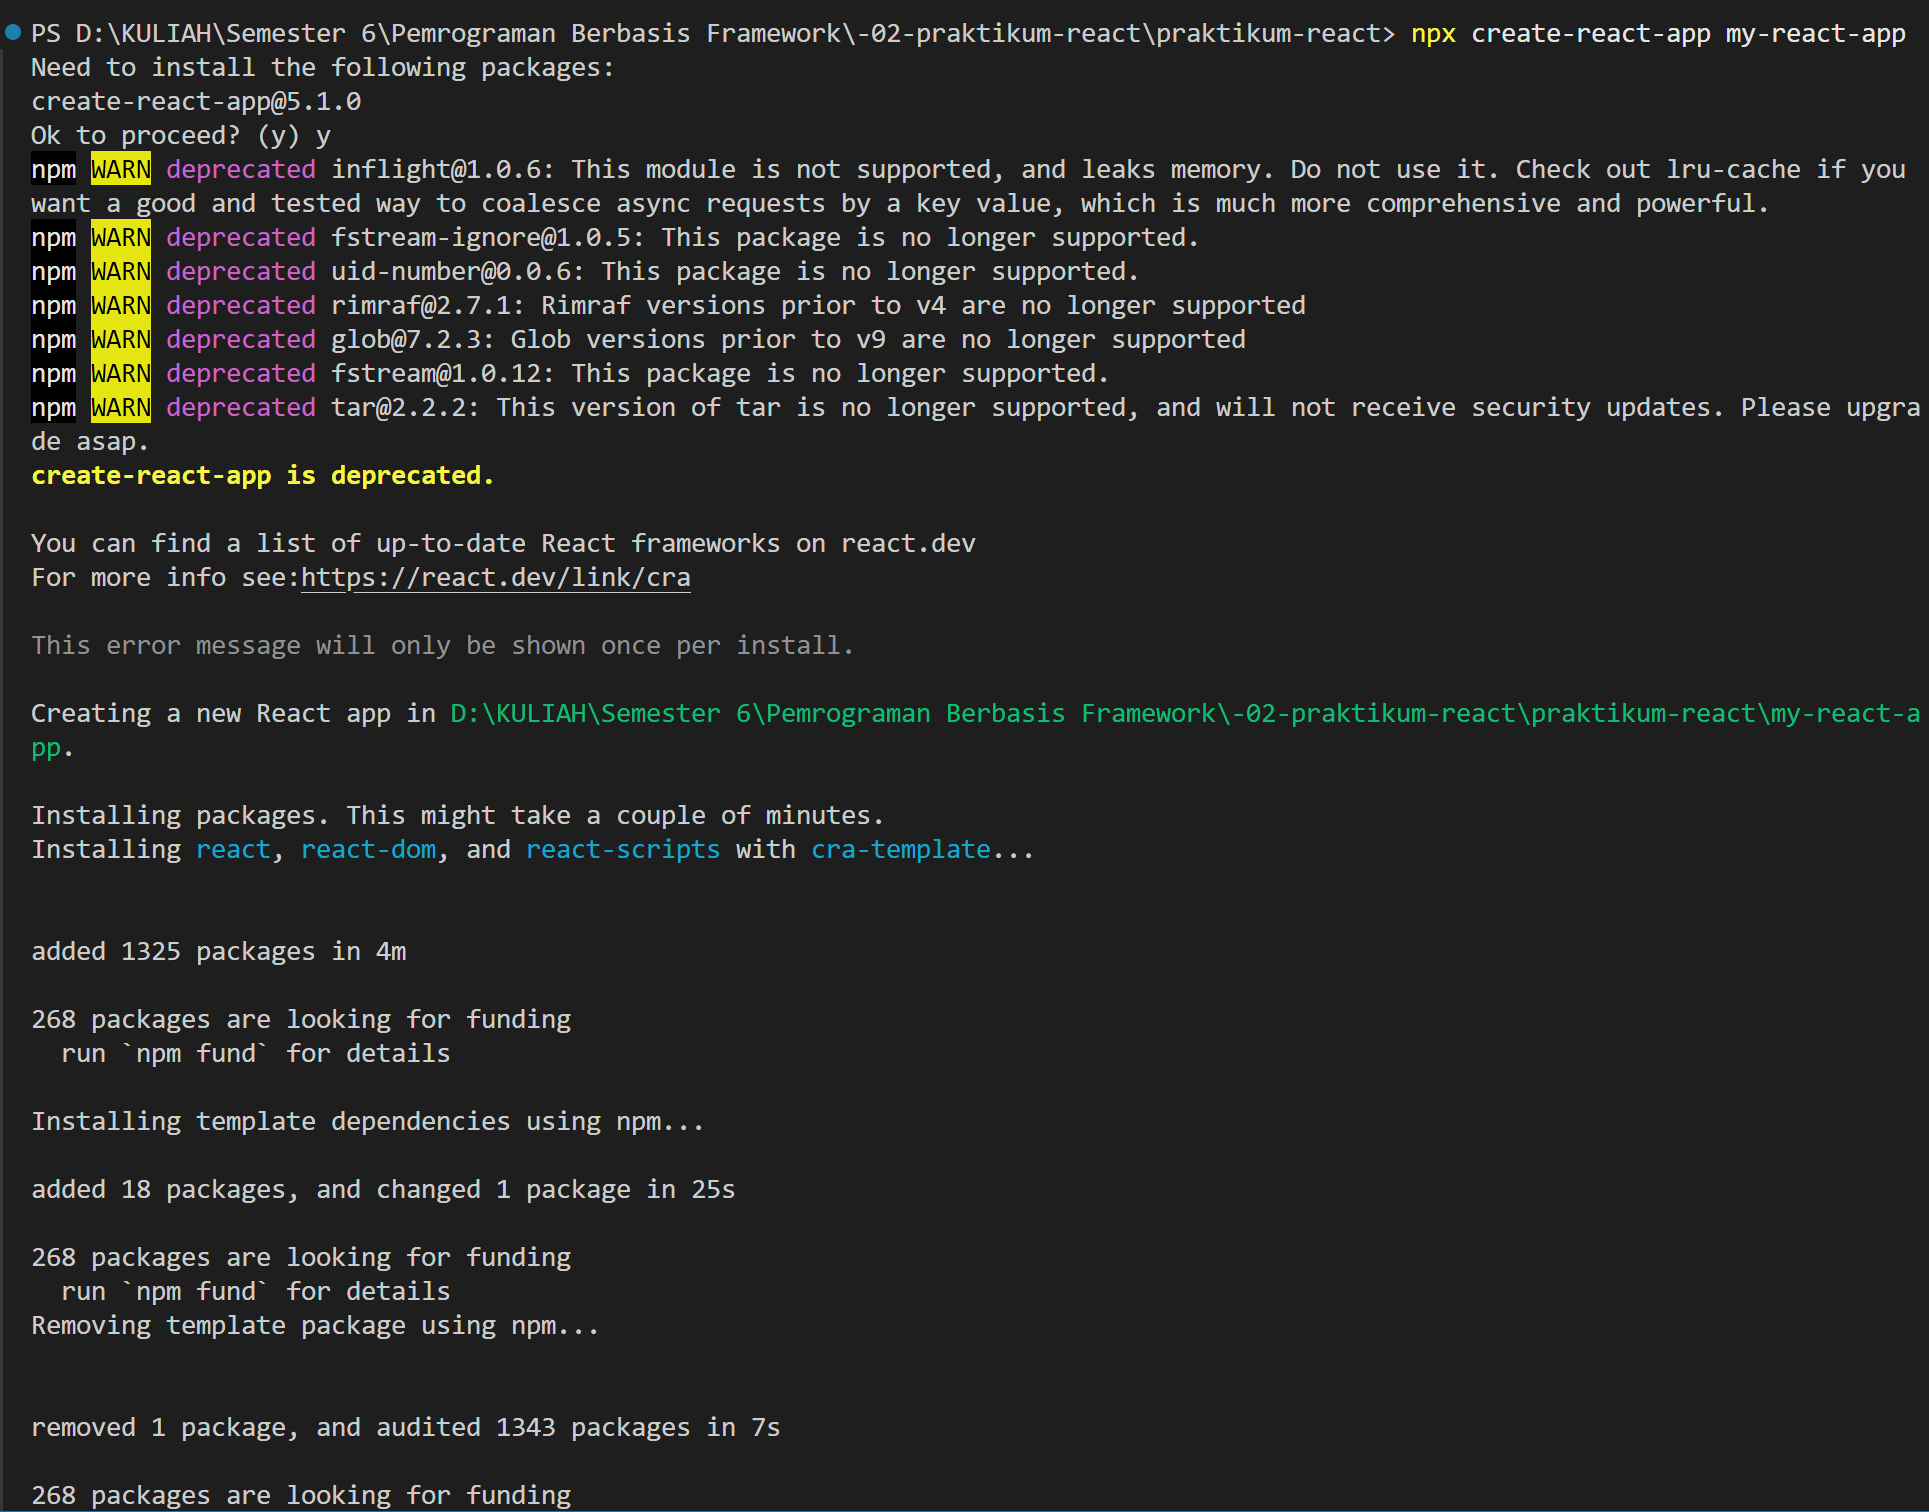 PS D:\KULIAH\Semester 6\Pemrograman Berbasis Framework\-02-praktikum-react\praktikum-react> npx create-react-app my-react-app
Need to install the following packages:
create-react-app@5.1.0
Ok to proceed? (y) y
npm WARN deprecated inflight@1.0.6: This module is not supported, and leaks memory. Do not use it. Check out lru-cache if you
want a good and tested way to coalesce async requests by a key value, which is much more comprehensive and powerful.
npm WARN deprecated fstream-ignore@1.0.5: This package is no longer supported.
npm WARN deprecated uid-number@0.0.6: This package is no longer supported.
npm WARN deprecated rimraf@2.7.1: Rimraf versions prior to v4 are no longer supported
npm WARN deprecated glob@7.2.3: Glob versions prior to v9 are no longer supported
npm WARN deprecated fstream@1.0.12: This package is no longer supported.
npm WARN deprecated tar@2.2.2: This version of tar is no longer supported, and will not receive security updates. Please upgra
de asap.
create-react-app is deprecated.
You can find a list of up-to-date React frameworks on react.dev
For more info see:https://react.dev/link/cra
This error message will only be shown once per install.
Creating a new React app in D:\KULIAH\Semester 6\Pemrograman Berbasis Framework\-02-praktikum-react\praktikum-react\my-react-a
pp.
Installing packages. This might take a couple of minutes.
Installing react, react-dom, and react-scripts with cra-template...
added 1325 packages in 4m
268 packages are looking for funding
  run `npm fund` for details
Installing template dependencies using npm...
added 18 packages, and changed 1 package in 25s
268 packages are looking for funding
  run `npm fund` for details
Removing template package using npm...
removed 1 package, and audited 1343 packages in 7s
268 packages are looking for funding